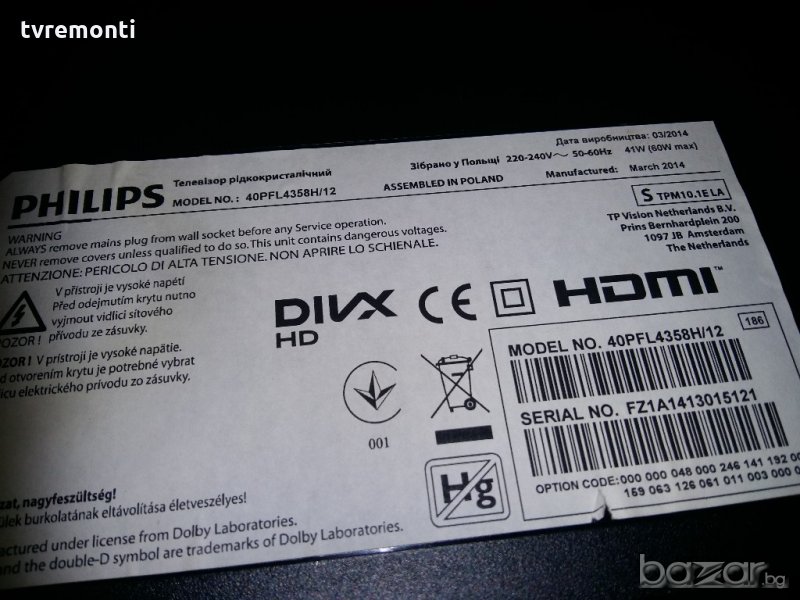 tvremonti
PHILIPS
Телевізор рідкокристалічний
MODEL NO.: 40PFL4358H/12
Зібрано у Польщі 220-240V~ 50-60Hz 41W (60W max)
Дата виробництва: 03/2014
ASSEMBLED IN POLAND
Manufactured: March 2014
S TPM10.1E LA
TP Vision Netherlands B.V.
Prins Bernhardplein 200
1097 JB Amsterdam
The Netherlands
WARNING
ALWAYS remove mains plug from wall socket before any Service operation.
NEVER remove covers unless qualified to do so. This unit contains dangerous voltages.
ATTENZIONE: PERICOLO DI ALTA TENSIONE. NON APRIRE LO SCHIENALE.
V přístroji je vysoké napětí
Před odejmutím krytu nutno
vyjmout vidlici síťového
POZOR! přívodu ze zásuvky.
POZOR! V prístroji je vysoké napätie.
otvorením krytu je potrebné vybrat
elektrického prívodu zo zásuvky.
DIVX
HD
CE
HDMI™
001
Hg
186
MODEL NO. 40PFL4358H/12
SERIAL NO. FZ1A1413015121
OPTION CODE: 000 000 048 000 246 141 192 00
159 063 126 061 011 003 000 0
nagyfeszültség!
burkolatának eltávolítása életveszélyes!
under license from Dolby Laboratories.
and the double-D symbol are trademarks of Dolby Laboratories.
bazar.bg